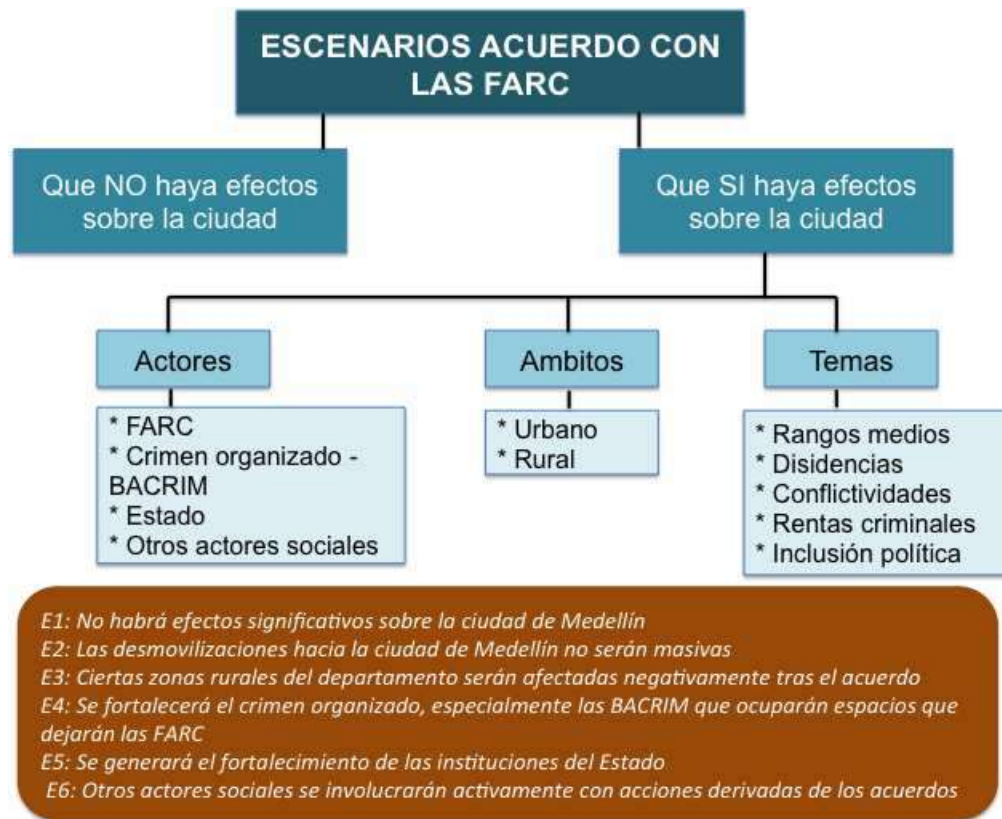 ESCENARIOS ACUERDO CON
LAS FARC
Que NO haya efectos
sobre la ciudad
Que SI haya efectos
sobre la ciudad
Actores
* FARC
* Crimen organizado -
BACRIM
* Estado
* Otros actores sociales
Ambitos
* Urbano
* Rural
Temas
* Rangos medios
* Disidencias
* Conflictividades
* Rentas criminales
* Inclusión política
E1: No habrá efectos significativos sobre la ciudad de Medellín
E2: Las desmovilizaciones hacia la ciudad de Medellín no serán masivas
E3: Ciertas zonas rurales del departamento serán afectadas negativamente tras el acuerdo
E4: Se fortalecerá el crimen organizado, especialmente las BACRIM que ocuparán espacios que
dejarán las FARC
E5: Se generará el fortalecimiento de las instituciones del Estado
E6: Otros actores sociales se involucrarán activamente con acciones derivadas de los acuerdos